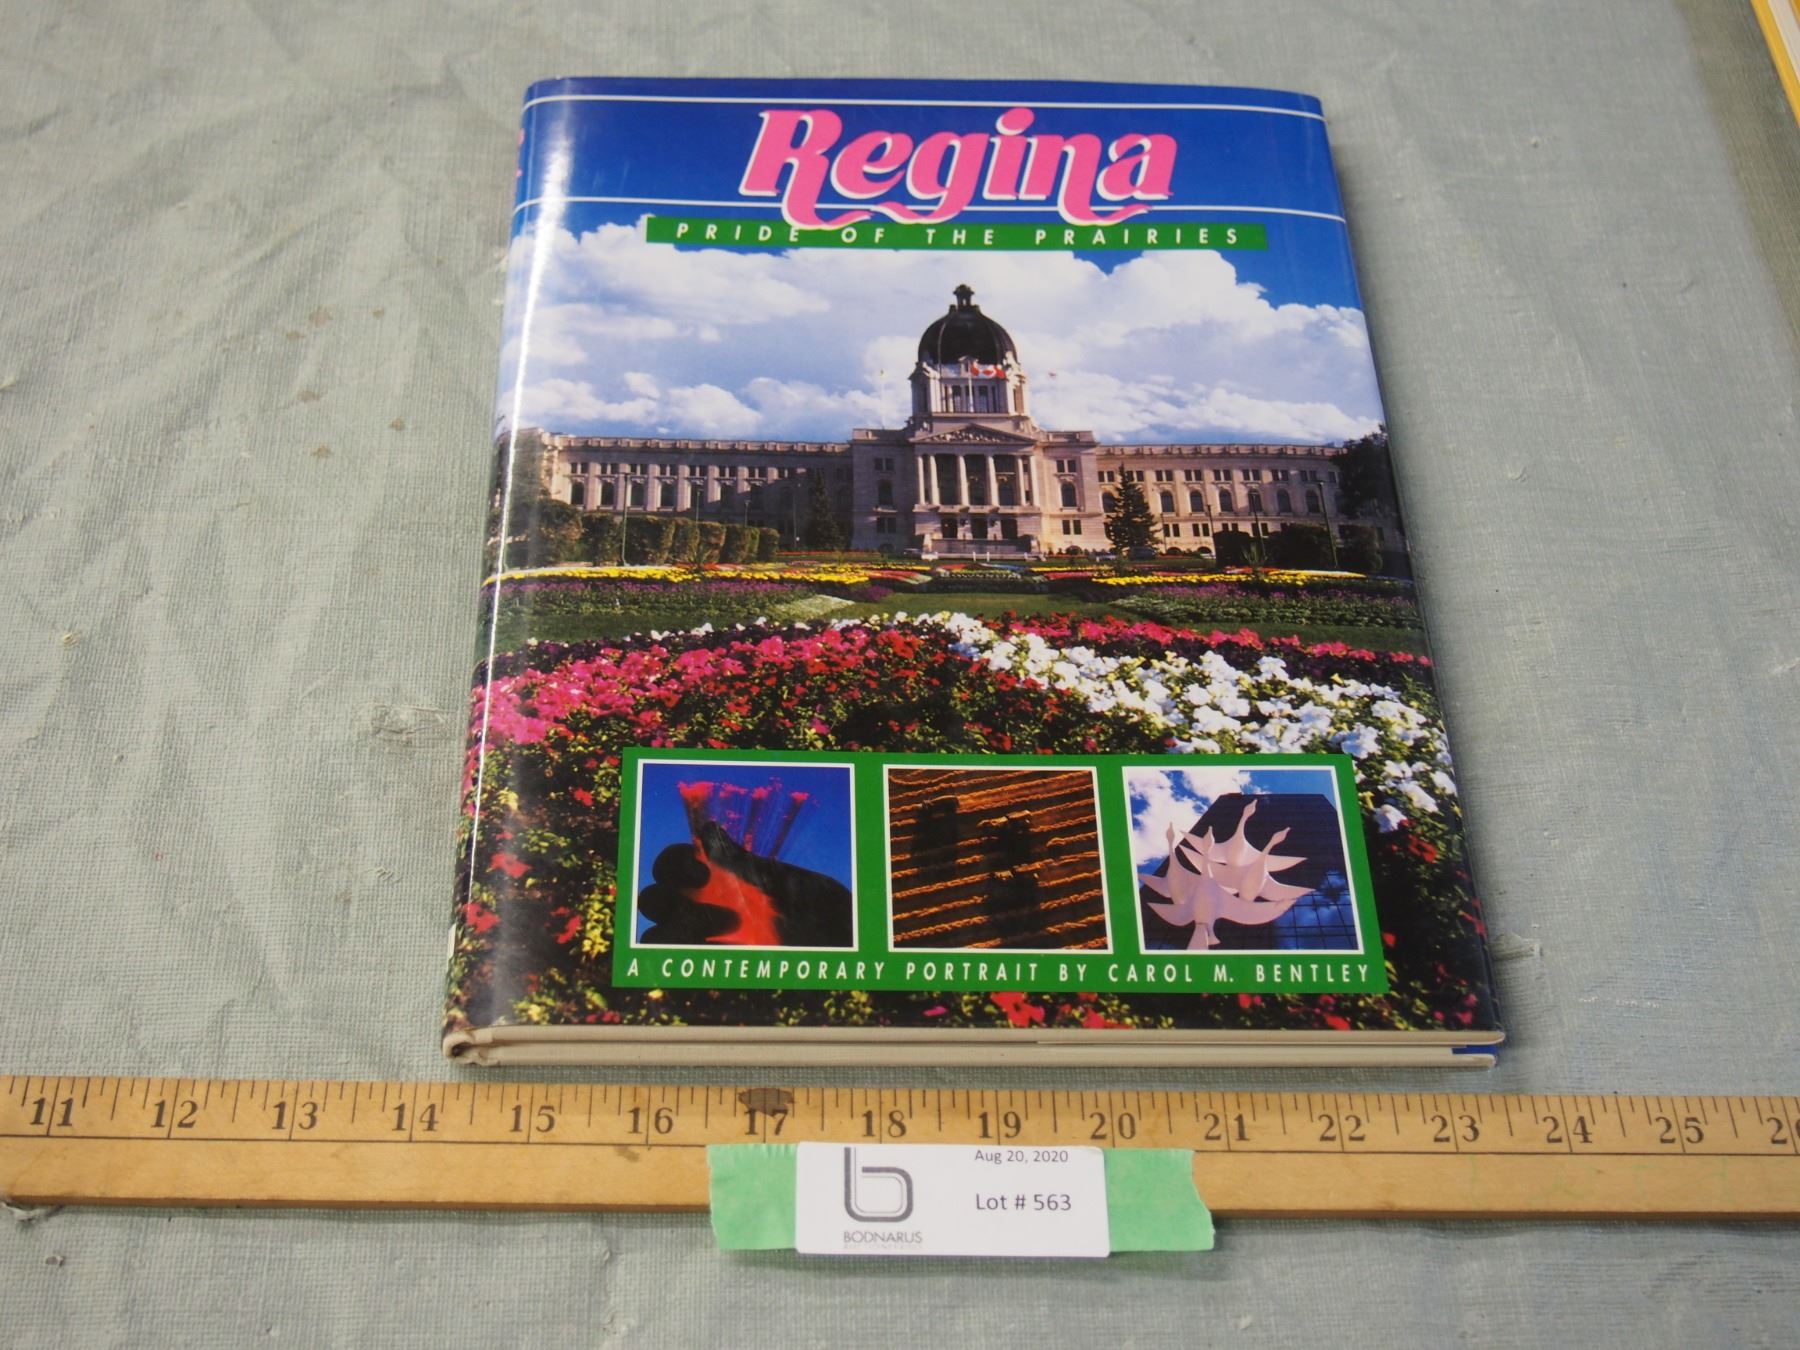 Regina
PRIDE OF THE PRAIRIES
A CONTEMPORARY PORTRAIT BY CAROL M. BENTLEY
11 12 13 14 15 16 17 18 19 20 21 22 23 24 25 26
Aug 20, 2020
Lot # 563
BODNARUS